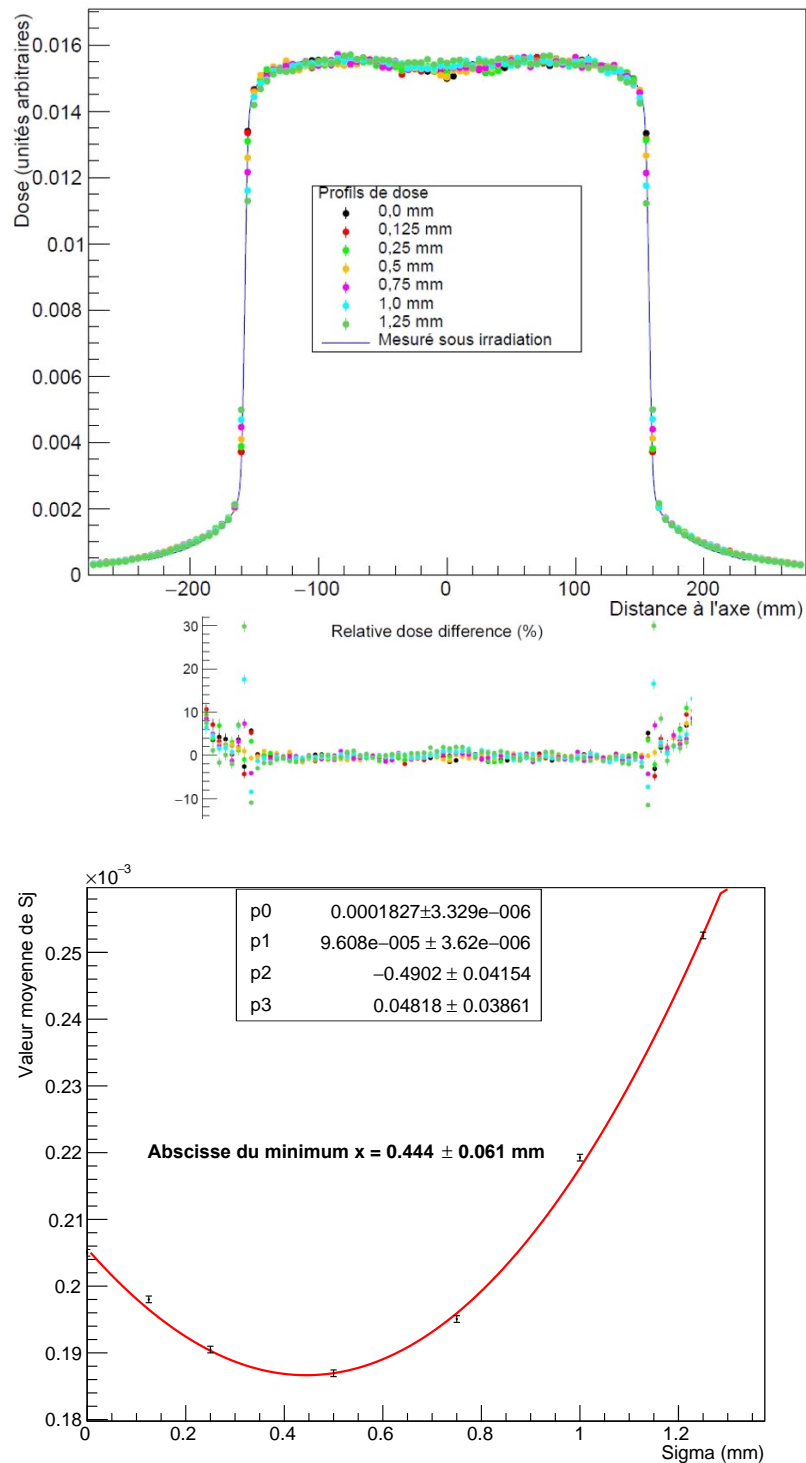 Dose (unités arbitraires)
0.016
0.014
0.012
0.01
0.008
0.006
0.004
0.002
0
Profils de dose
0,0 mm
0,125 mm
0,25 mm
0,5 mm
0,75 mm
1,0 mm
1,25 mm
Mesuré sous irradiation
−200 −100 0 100 200
Distance à l'axe (mm)
Relative dose difference (%)
30
20
10
0
−10
×10−3
Valeur moyenne de Sj
0.25
0.24
0.23
0.22
0.21
0.2
0.19
0.18
p0 0.0001827±3.329e−006
p1 9.608e−005 ± 3.62e−006
p2 −0.4902 ± 0.04154
p3 0.04818 ± 0.03861
Abscisse du minimum x = 0.444 ± 0.061 mm
0 0.2 0.4 0.6 0.8 1 1.2
Sigma (mm)